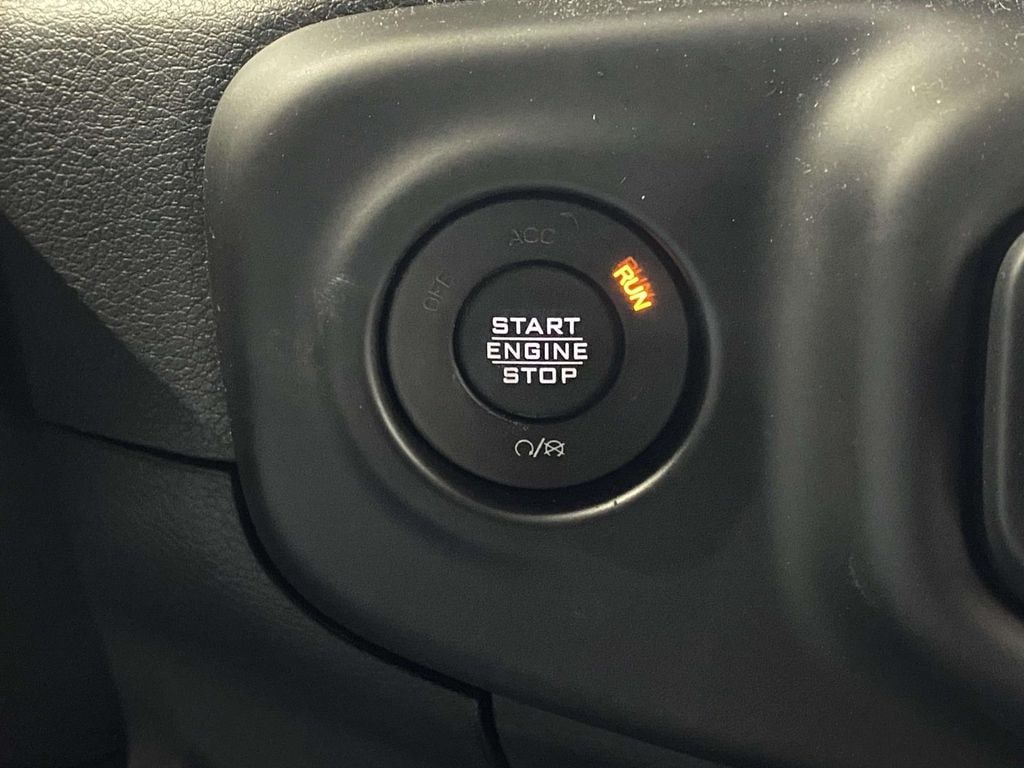 ACC
OFF
RUN
START
ENGINE
STOP